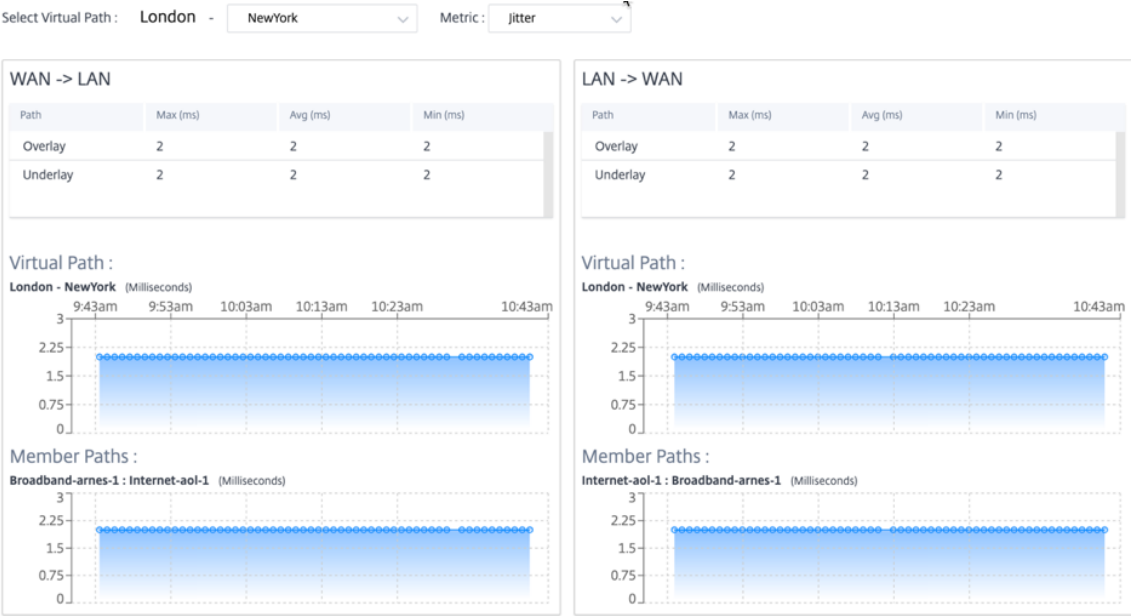 Select Virtual Path : London - NewYork Metric : Jitter
WAN -> LAN
Path Max (ms) Avg (ms) Min (ms)
Overlay 2 2 2
Underlay 2 2 2
Virtual Path :
London - NewYork (Milliseconds)
9:43am 9:53am 10:03am 10:13am 10:23am 10:43am
3
2.25
1.5
0.75
0
Member Paths :
Broadband-arnes-1 : Internet-aol-1 (Milliseconds)
3
2.25
1.5
0.75
0
LAN -> WAN
Path Max (ms) Avg (ms) Min (ms)
Overlay 2 2 2
Underlay 2 2 2
Virtual Path :
London - NewYork (Milliseconds)
9:43am 9:53am 10:03am 10:13am 10:23am 10:43am
3
2.25
1.5
0.75
0
Member Paths :
Internet-aol-1 : Broadband-arnes-1 (Milliseconds)
3
2.25
1.5
0.75
0